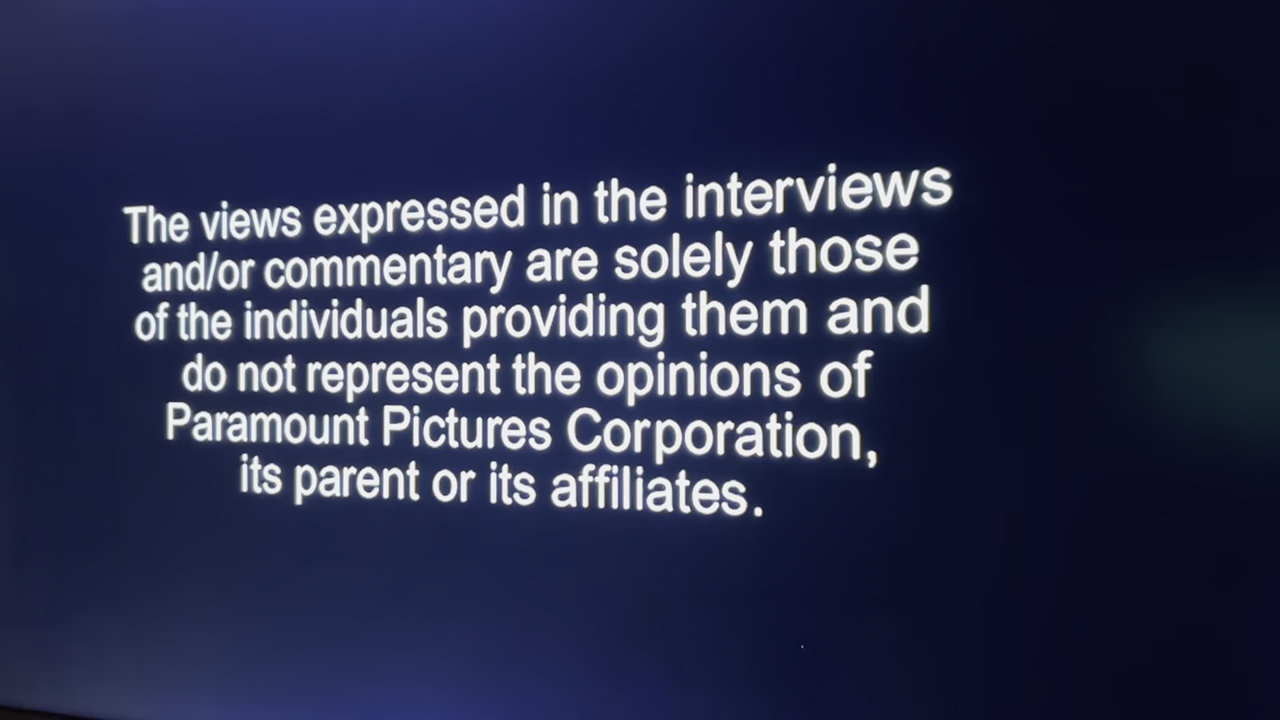 The views expressed in the interviews
and/or commentary are solely those
of the individuals providing them and
do not represent the opinions of
Paramount Pictures Corporation,
its parent or its affiliates.